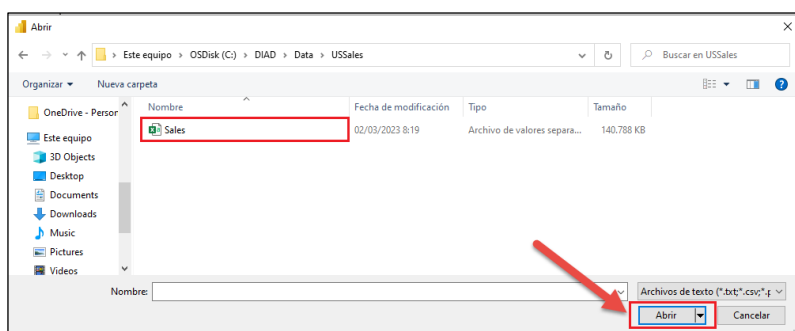 Abrir
Este equipo > OSDisk (C:) > DIAD > Data > USSales
Buscar en USSales
Organizar
Nueva carpeta
OneDrive - Person
Este equipo
3D Objects
Desktop
Documents
Downloads
Music
Pictures
Videos
Nombre Fecha de modificación Tipo Tamaño
Sales 02/03/2023 8:19 Archivo de valores separa... 140.788 KB
Nombre:
Archivos de texto (*.txt;*.csv;*.p
Abrir Cancelar